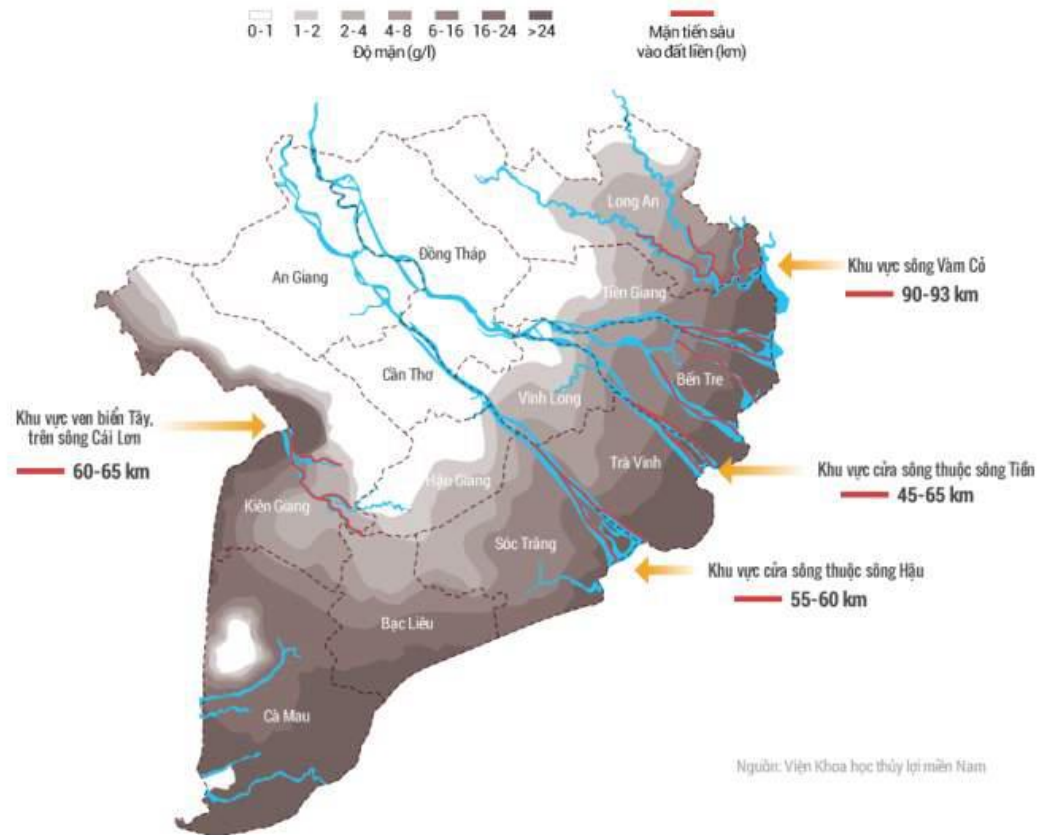 0-1 1-2 2-4 4-8 6-16 16-24 >24
Độ mặn (g/l)
Mặn tiến sâu
vào đất liền (km)
Long An
Đồng Tháp
An Giang
Khu vực sông Vàm Cỏ
90-93 km
Tiền Giang
Cần Thơ
Bến Tre
Vĩnh Long
Khu vực ven biển Tây,
trên sông Cái Lơn
60-65 km
Trà Vinh
Khu vực cửa sông thuộc sông Tiền
45-65 km
Hậu Giang
Kiên Giang
Sóc Trăng
Khu vực cửa sông thuộc sông Hậu
55-60 km
Bạc Liêu
Cà Mau
Nguồn: Viện Khoa học thủy lợi miền Nam